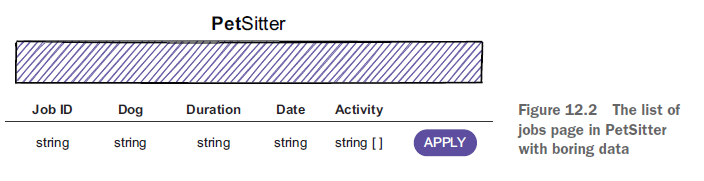 PetSitter
Job ID Dog Duration Date Activity
string string string string string [ ] APPLY
Figure 12.2 The list of
jobs page in PetSitter
with boring data